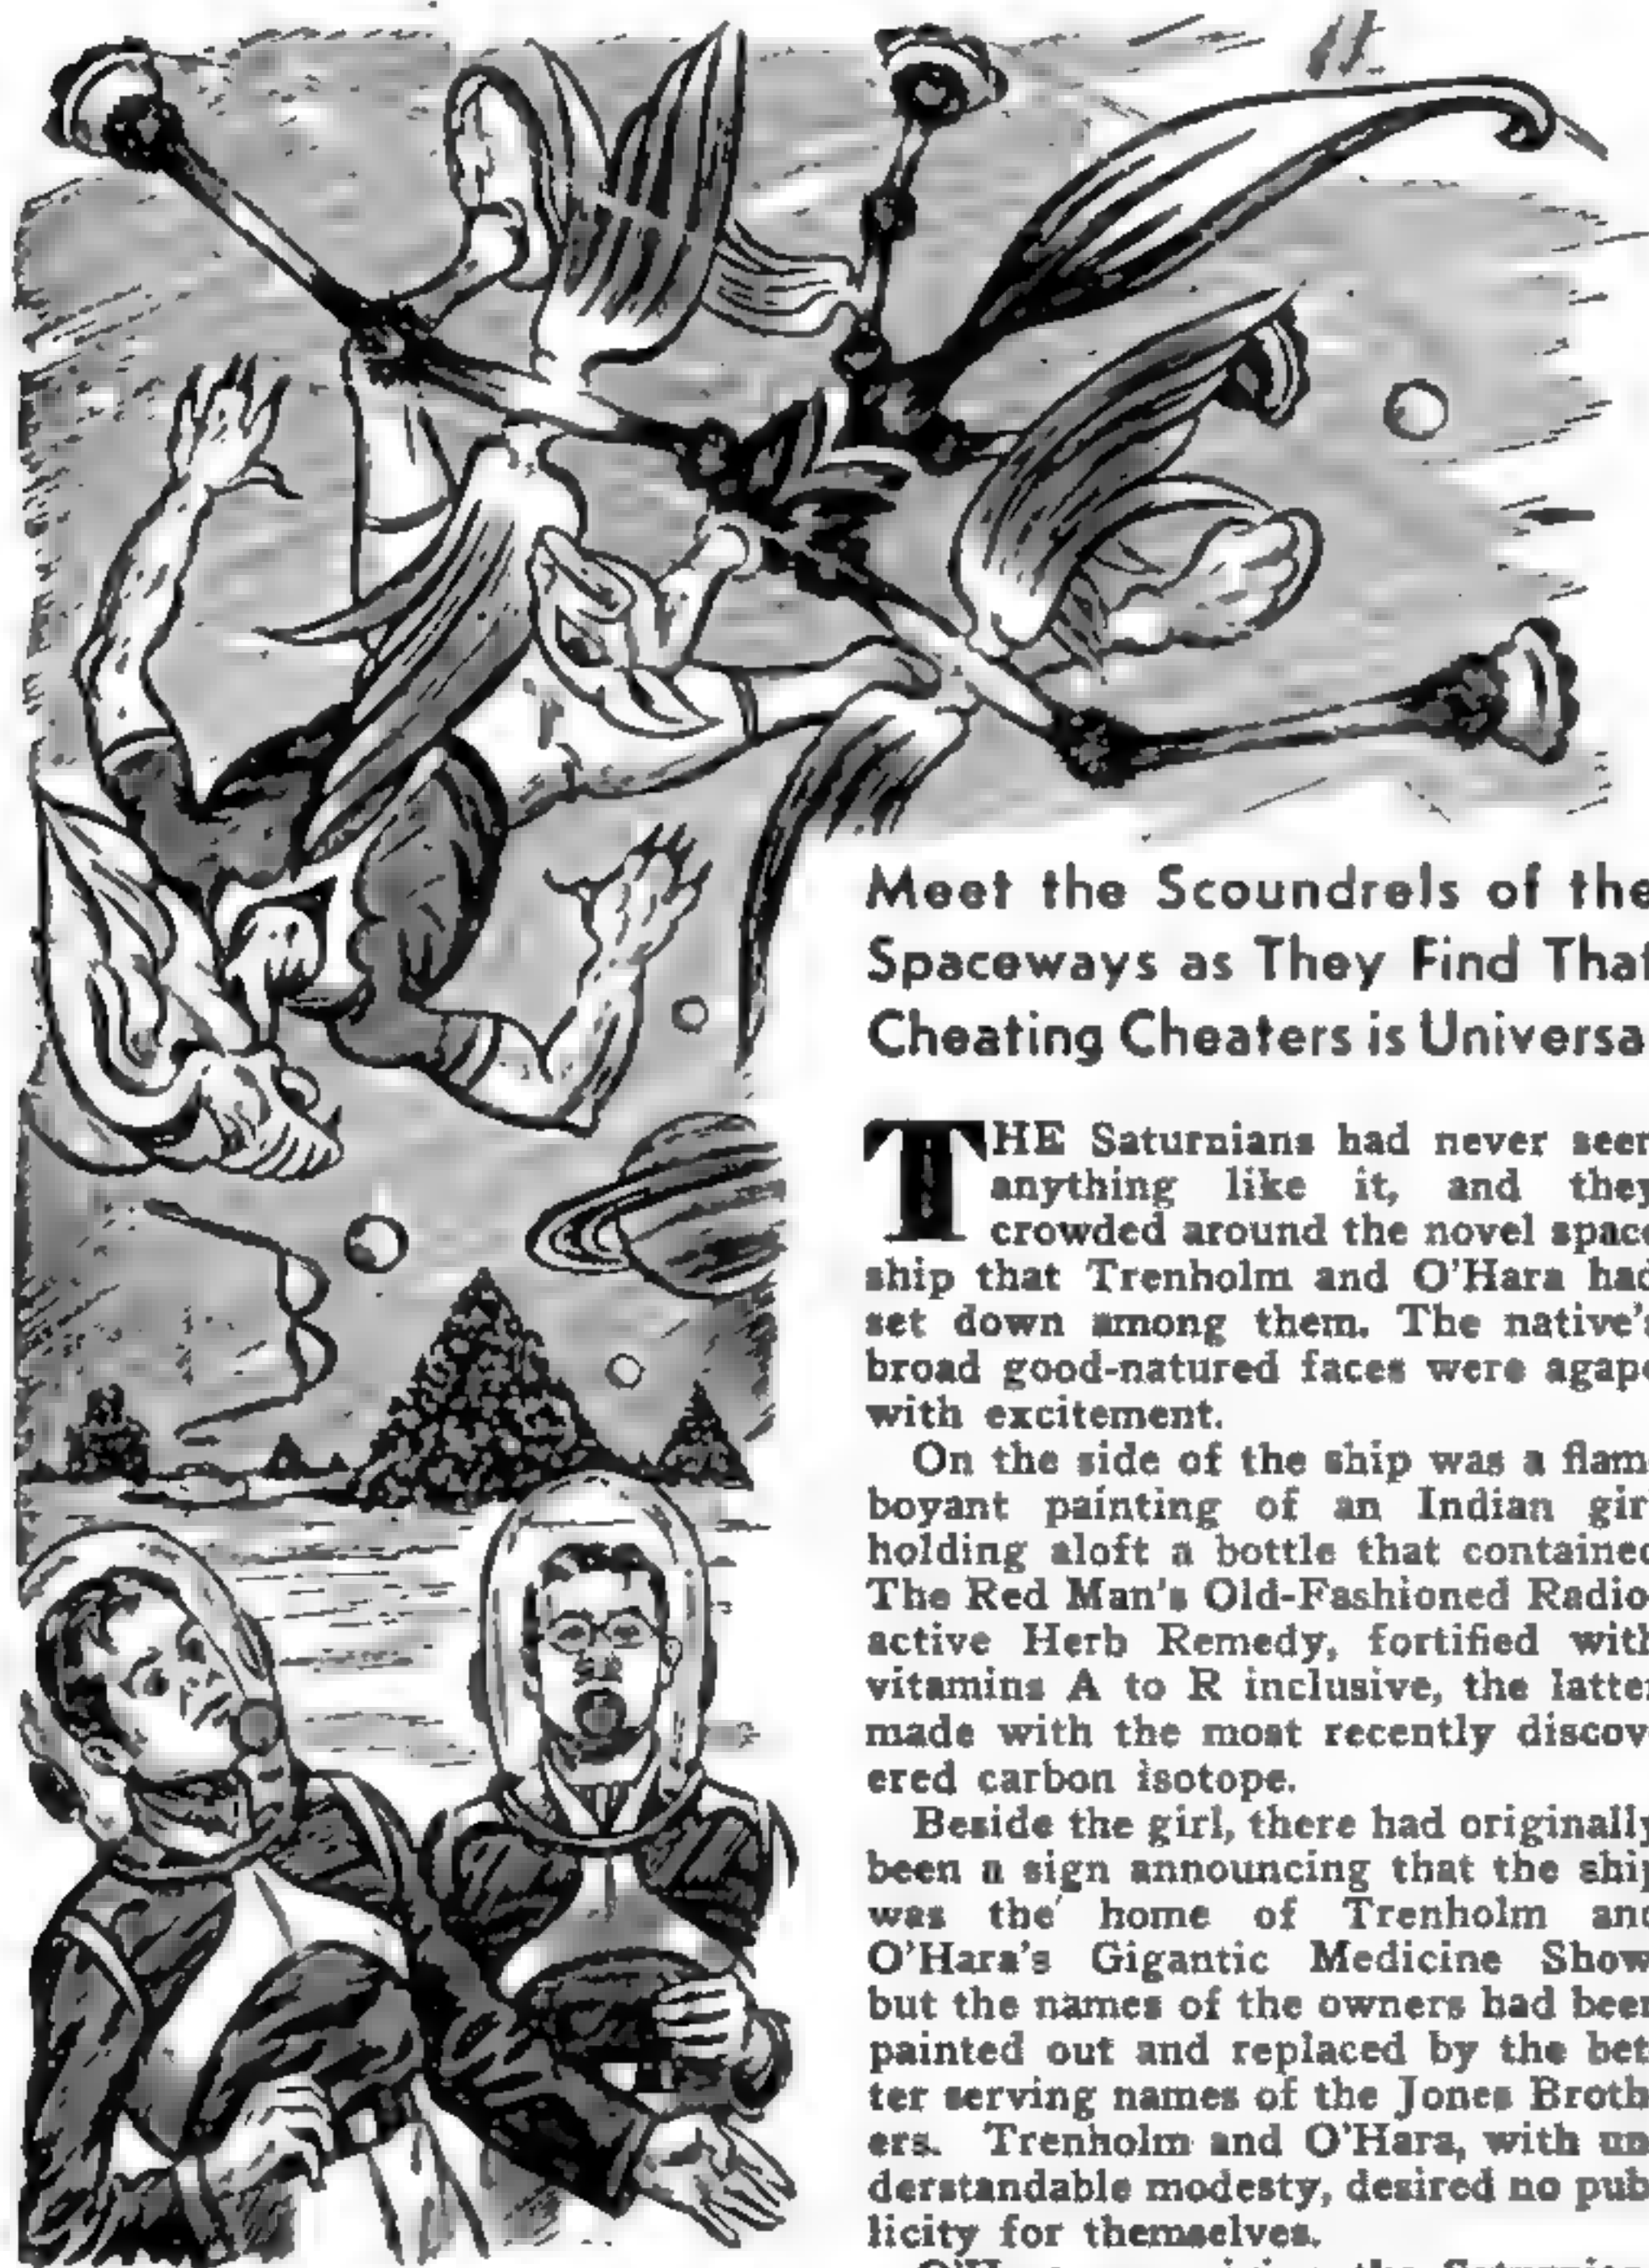 Meet the Scoundrels of the
Spaceways as They Find That
Cheating Cheaters is Universa
THE Saturnians had never seen
anything like it, and they
crowded around the novel space
ship that Trenholm and O'Hara had
set down among them. The native's
broad good-natured faces were agape
with excitement.
On the side of the ship was a flam
boyant painting of an Indian girl
holding aloft a bottle that contained
The Red Man's Old-Fashioned Radio-
active Herb Remedy, fortified with
vitamins A to R inclusive, the latter
made with the most recently discov
ered carbon isotope.
Beside the girl, there had originally
been a sign announcing that the ship
was the home of Trenholm and
O'Hara's Gigantic Medicine Show
but the names of the owners had been
painted out and replaced by the bet-
ter serving names of the Jones Broth
ers. Trenholm and O'Hara, with un-
derstandable modesty, desired no pub-
licity for themselves.